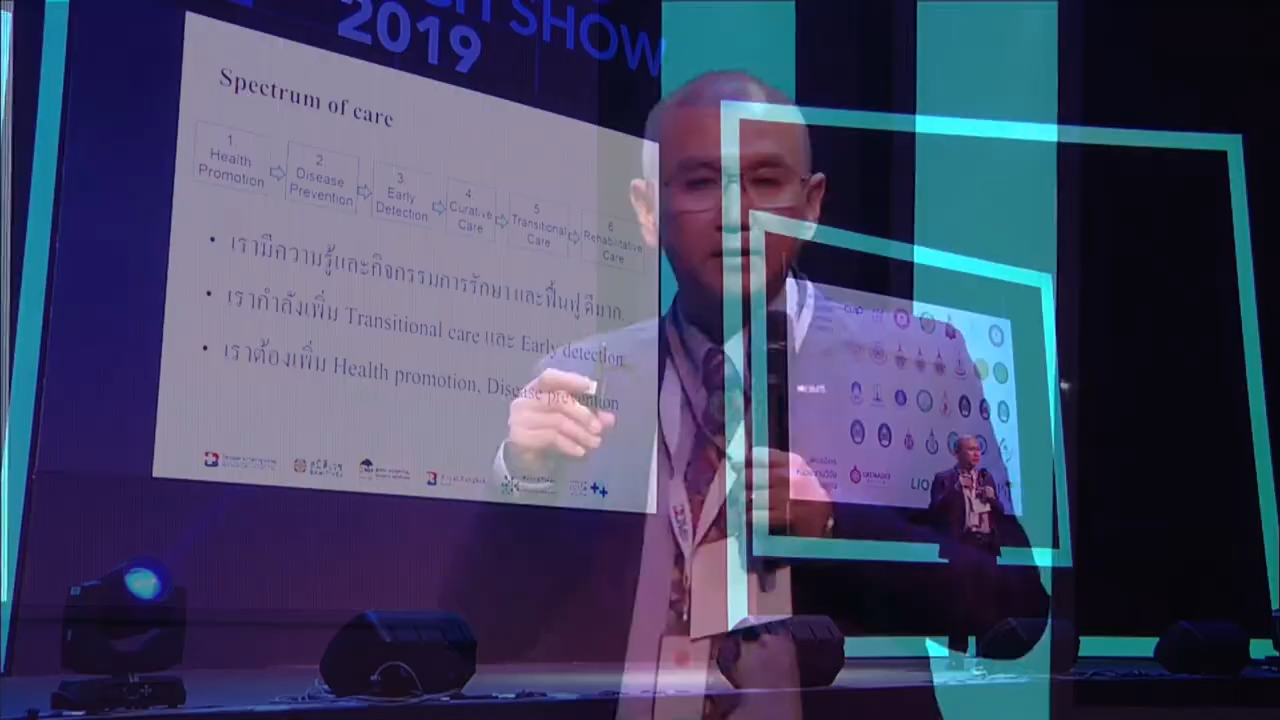 SHOW
2019
Spectrum of care
1
Health
Promotion
2
Disease
Prevention
3
Early
Detection
4
Curative
Care
5
Transitional
Care
6
Rehabilitative
Care
• เรามีความรู้และกิจกรรมการรักษา และฟื้นฟู ดีมาก
• เรากำลังเพิ่ม Transitional care และ Early detection
• เราต้องเพิ่ม Health promotion, Disease prevention